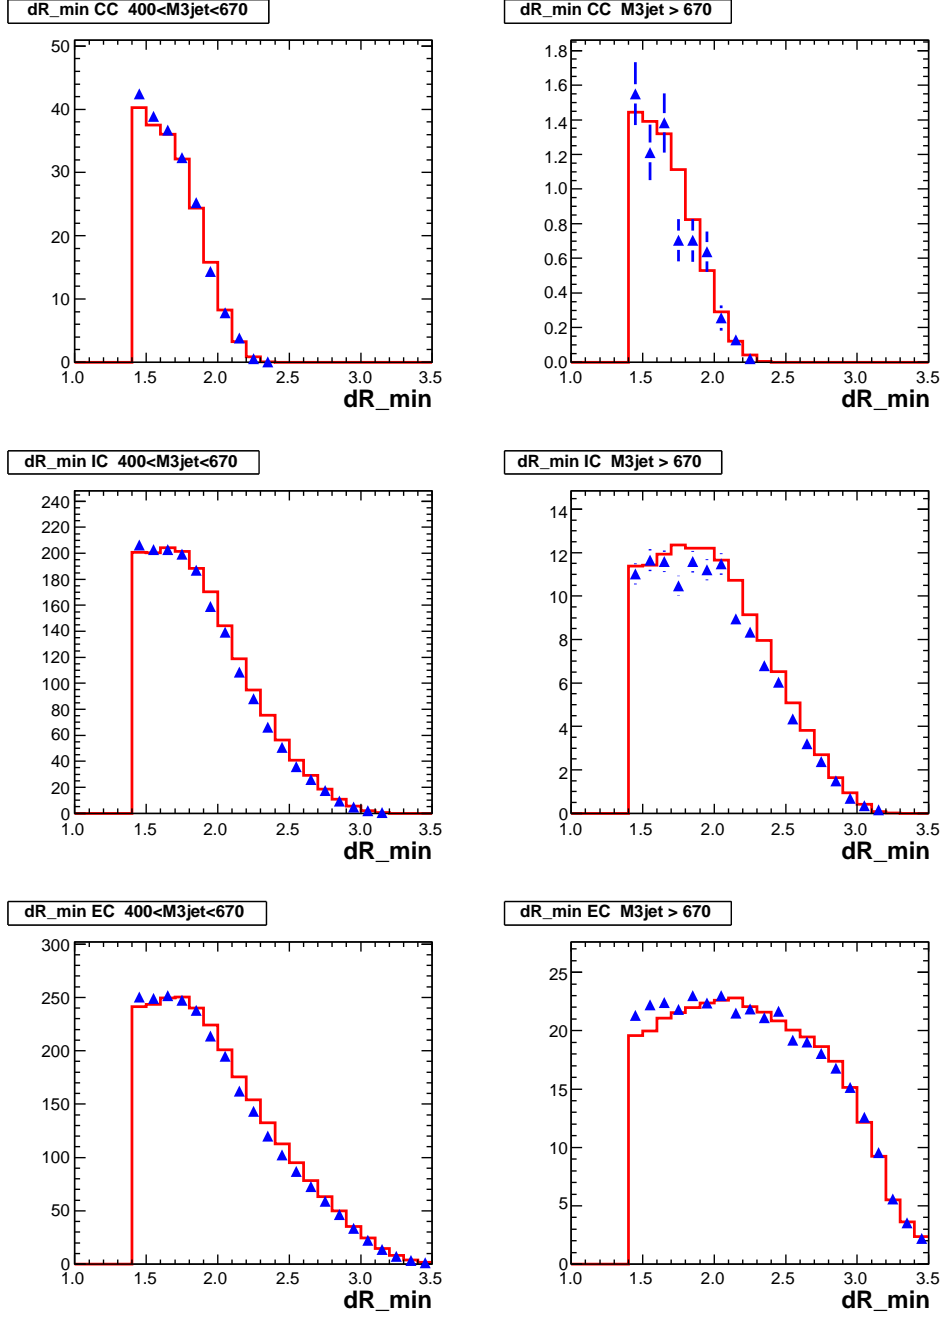 dR_min CC 400<M3jet<670
50
40
30
20
10
0
1.0 1.5 2.0 2.5 3.0 3.5
dR_min
dR_min CC M3jet > 670
1.8
1.6
1.4
1.2
1.0
0.8
0.6
0.4
0.2
0.0
1.0 1.5 2.0 2.5 3.0 3.5
dR_min
dR_min IC 400<M3jet<670
240
220
200
180
160
140
120
100
80
60
40
20
0
1.0 1.5 2.0 2.5 3.0 3.5
dR_min
dR_min IC M3jet > 670
14
12
10
8
6
4
2
0
1.0 1.5 2.0 2.5 3.0 3.5
dR_min
dR_min EC 400<M3jet<670
300
250
200
150
100
50
0
1.0 1.5 2.0 2.5 3.0 3.5
dR_min
dR_min EC M3jet > 670
25
20
15
10
5
0
1.0 1.5 2.0 2.5 3.0 3.5
dR_min